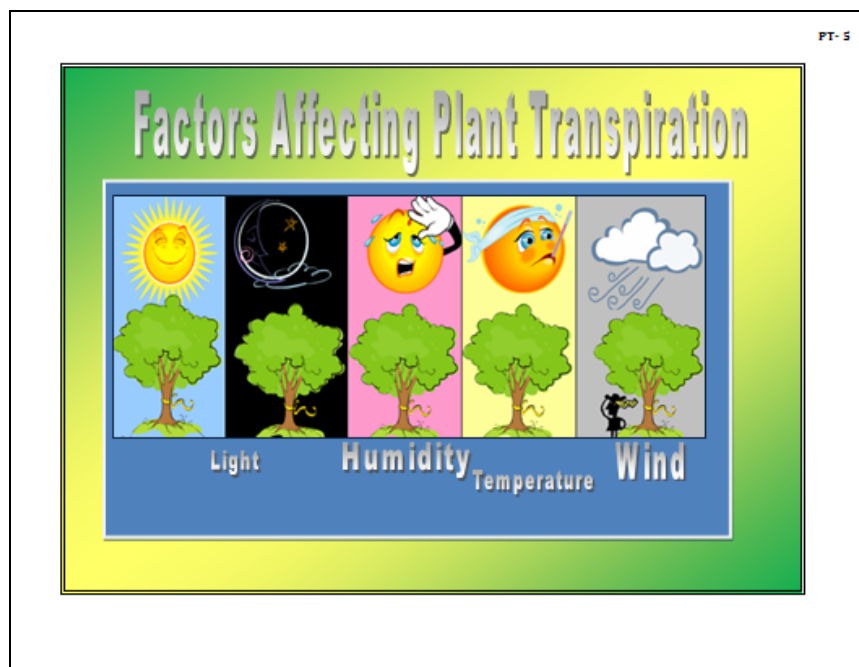 PT- 5
Factors Affecting Plant Transpiration
Light Humidity Temperature Wind